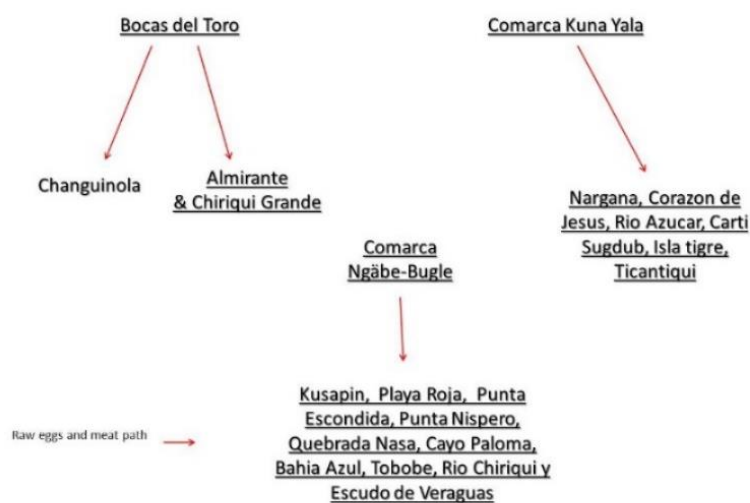 Bocas del Toro
Comarca Kuna Yala
Changuinola
Almirante
& Chiriqui Grande
Nargana, Corazon de
Jesus, Rio Azucar, Carti
Sugdub, Isla tigre,
Ticantiqui
Comarca
Ngäbe-Bugle
Kusapin, Playa Roja, Punta
Escondida, Punta Nispero,
Quebrada Nasa, Cayo Paloma,
Bahia Azul, Tobobe, Rio Chiriqui y
Escudo de Veraguas
Raw eggs and meat path